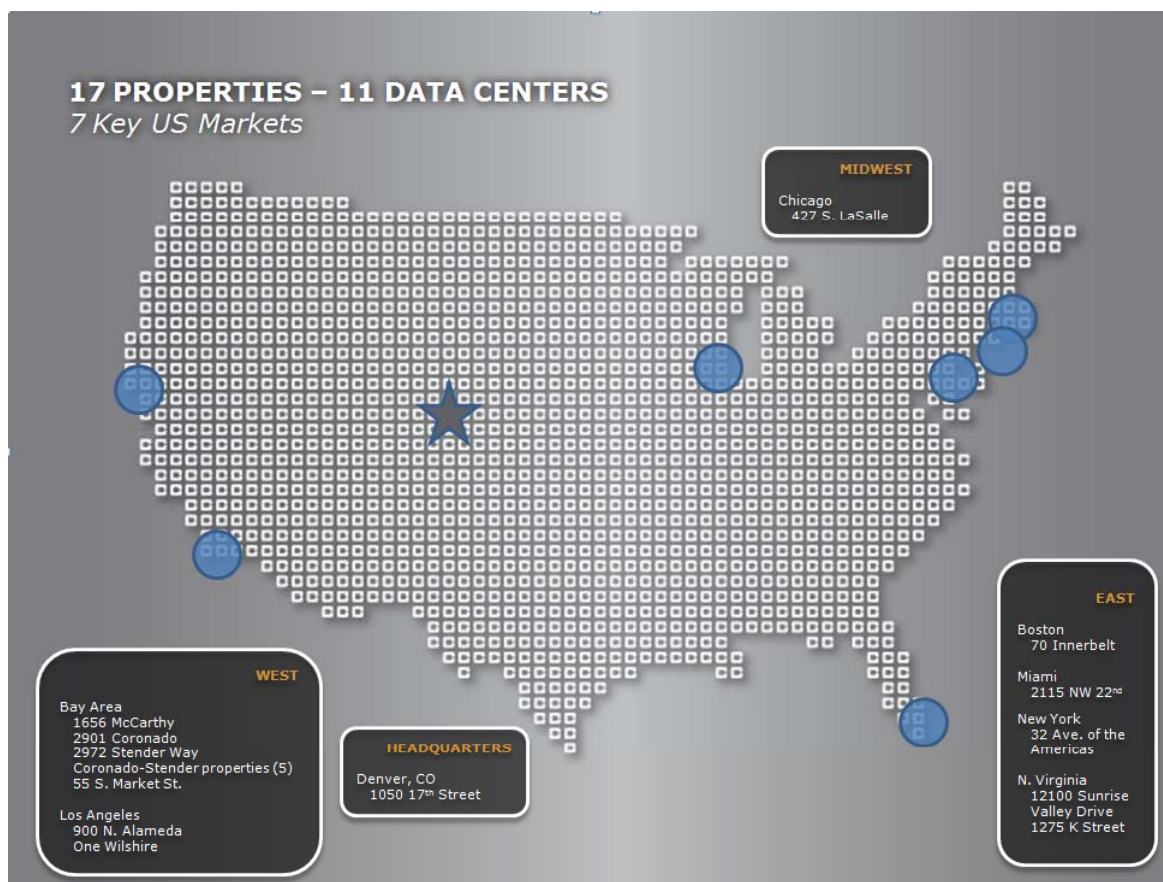 17 PROPERTIES – 11 DATA CENTERS
7 Key US Markets
MIDWEST
Chicago
427 S. LaSalle
WEST
Bay Area
1656 McCarthy
2901 Coronado
2972 Stender Way
Coronado-Stender properties (5)
55 S. Market St.
Los Angeles
900 N. Alameda
One Wilshire
HEADQUARTERS
Denver, CO
1050 17th Street
EAST
Boston
70 Innerbelt
Miami
2115 NW 22nd
New York
32 Ave. of the
Americas
N. Virginia
12100 Sunrise
Valley Drive
1275 K Street